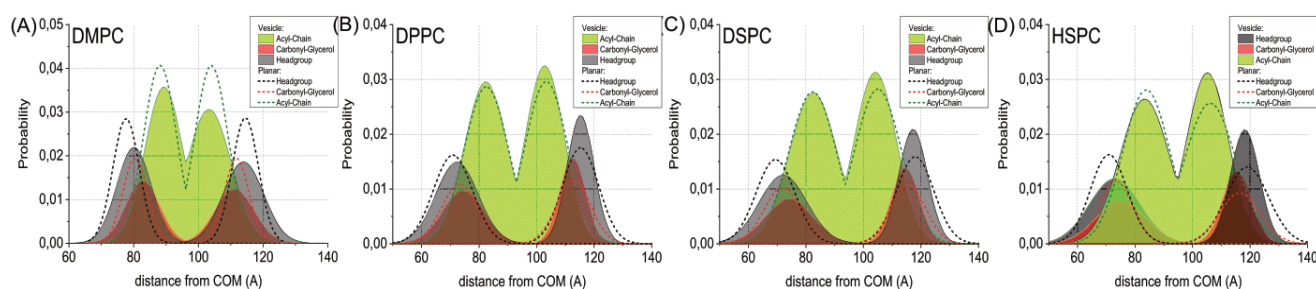 (A)
DMPC
Vesicle:
Acyl-Chain
Carbonyl-Glycerol
Headgroup
Planar:
Headgroup
Carbonyl-Glycerol
Acyl-Chain
Probability
0,05
0,04
0,03
0,02
0,01
0,00
60 80 100 120 140
distance from COM (A)
(B)
DPPC
Vesicle:
Acyl-Chain
Carbonyl-Glycerol
Headgroup
Planar:
Headgroup
Carbonyl-Glycerol
Acyl-Chain
Probability
0,04
0,03
0,02
0,01
0,00
60 80 100 120 140
distance from COM (A)
(C)
DSPC
Vesicle:
Acyl-Chain
Carbonyl-Glycerol
Headgroup
Planar:
Headgroup
Carbonyl-Glycerol
Acyl-Chain
Probability
0,04
0,03
0,02
0,01
0,00
60 80 100 120 140
distance from COM (A)
(D)
HSPC
Vesicle:
Headgroup
Carbonyl-Glycerol
Acyl-Chain
Planar:
Headgroup
Carbonyl-Glycerol
Acyl-Chain
Probability
0,04
0,03
0,02
0,01
0,00
60 80 100 120 140
distance from COM (A)